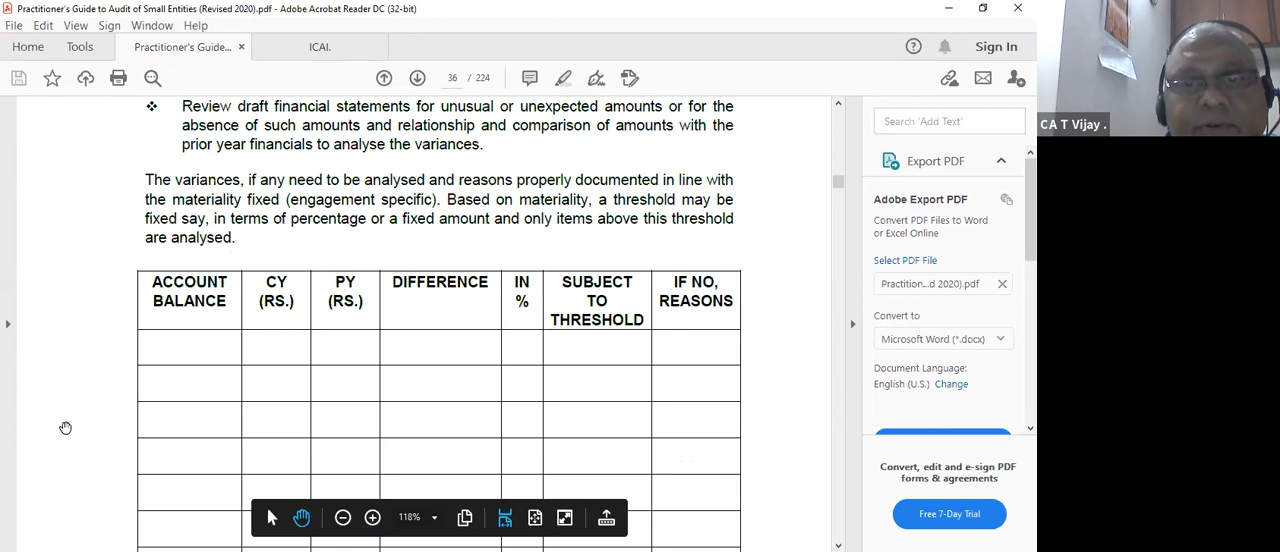 Practitioner's Guide to Audit of Small Entities (Revised 2020).pdf - Adobe Acrobat Reader DC (32-bit)
File Edit View Sign Window Help
Home Tools Practitioner's Guide... × ICAI. Sign In
36 / 224
❖ Review draft financial statements for unusual or unexpected amounts or for the
absence of such amounts and relationship and comparison of amounts with the
prior year financials to analyse the variances.
The variances, if any need to be analysed and reasons properly documented in line with
the materiality fixed (engagement specific). Based on materiality, a threshold may be
fixed say, in terms of percentage or a fixed amount and only items above this threshold
are analysed.
ACCOUNT BALANCE
CY (RS.)
PY (RS.)
DIFFERENCE
IN %
SUBJECT TO THRESHOLD
IF NO, REASONS
118%
Search 'Add Text'
Export PDF
Adobe Export PDF
Convert PDF Files to Word
or Excel Online
Select PDF File
Practition...d 2020).pdf ×
Convert to
Microsoft Word (*.docx)
Document Language:
English (U.S.) Change
Convert, edit and e-sign PDF
forms & agreements
Free 7-Day Trial
CA T Vijay .